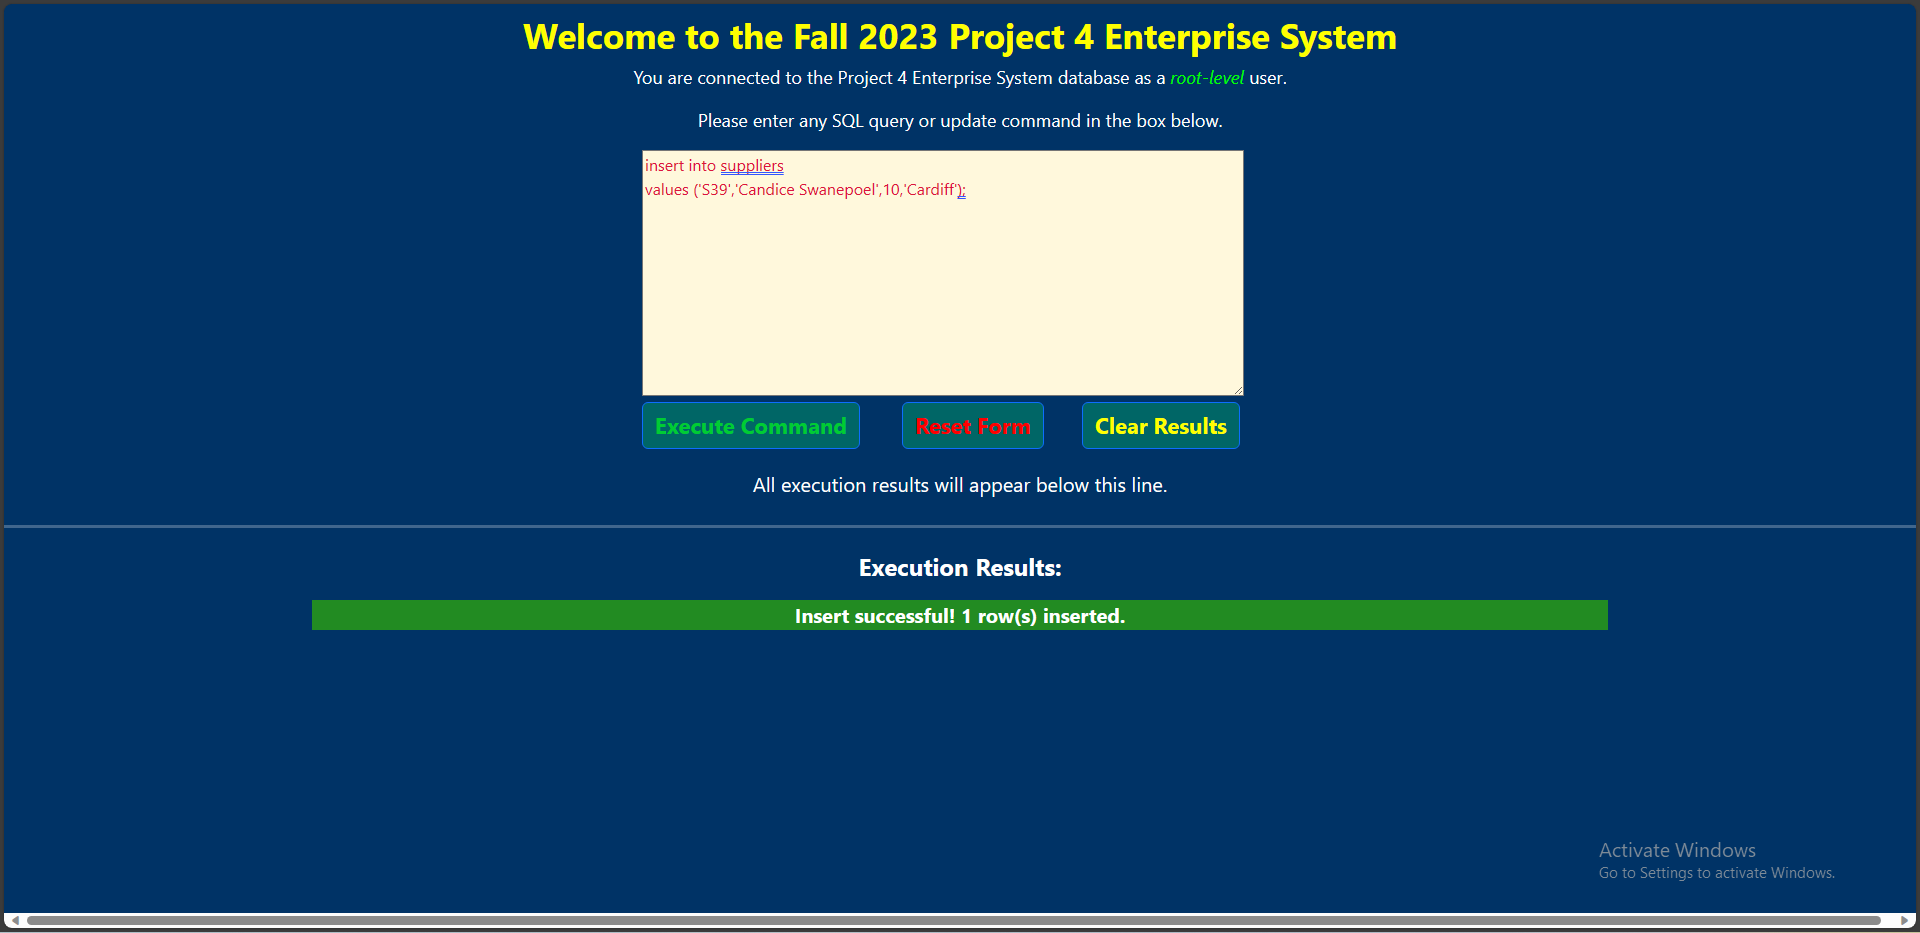 Welcome to the Fall 2023 Project 4 Enterprise System
You are connected to the Project 4 Enterprise System database as a root-level user.
Please enter any SQL query or update command in the box below.
insert into suppliers
values ('S39','Candice Swanepoel',10,'Cardiff');
Execute Command
Reset Form
Clear Results
All execution results will appear below this line.
Execution Results:
Insert successful! 1 row(s) inserted.
Activate Windows
Go to Settings to activate Windows.